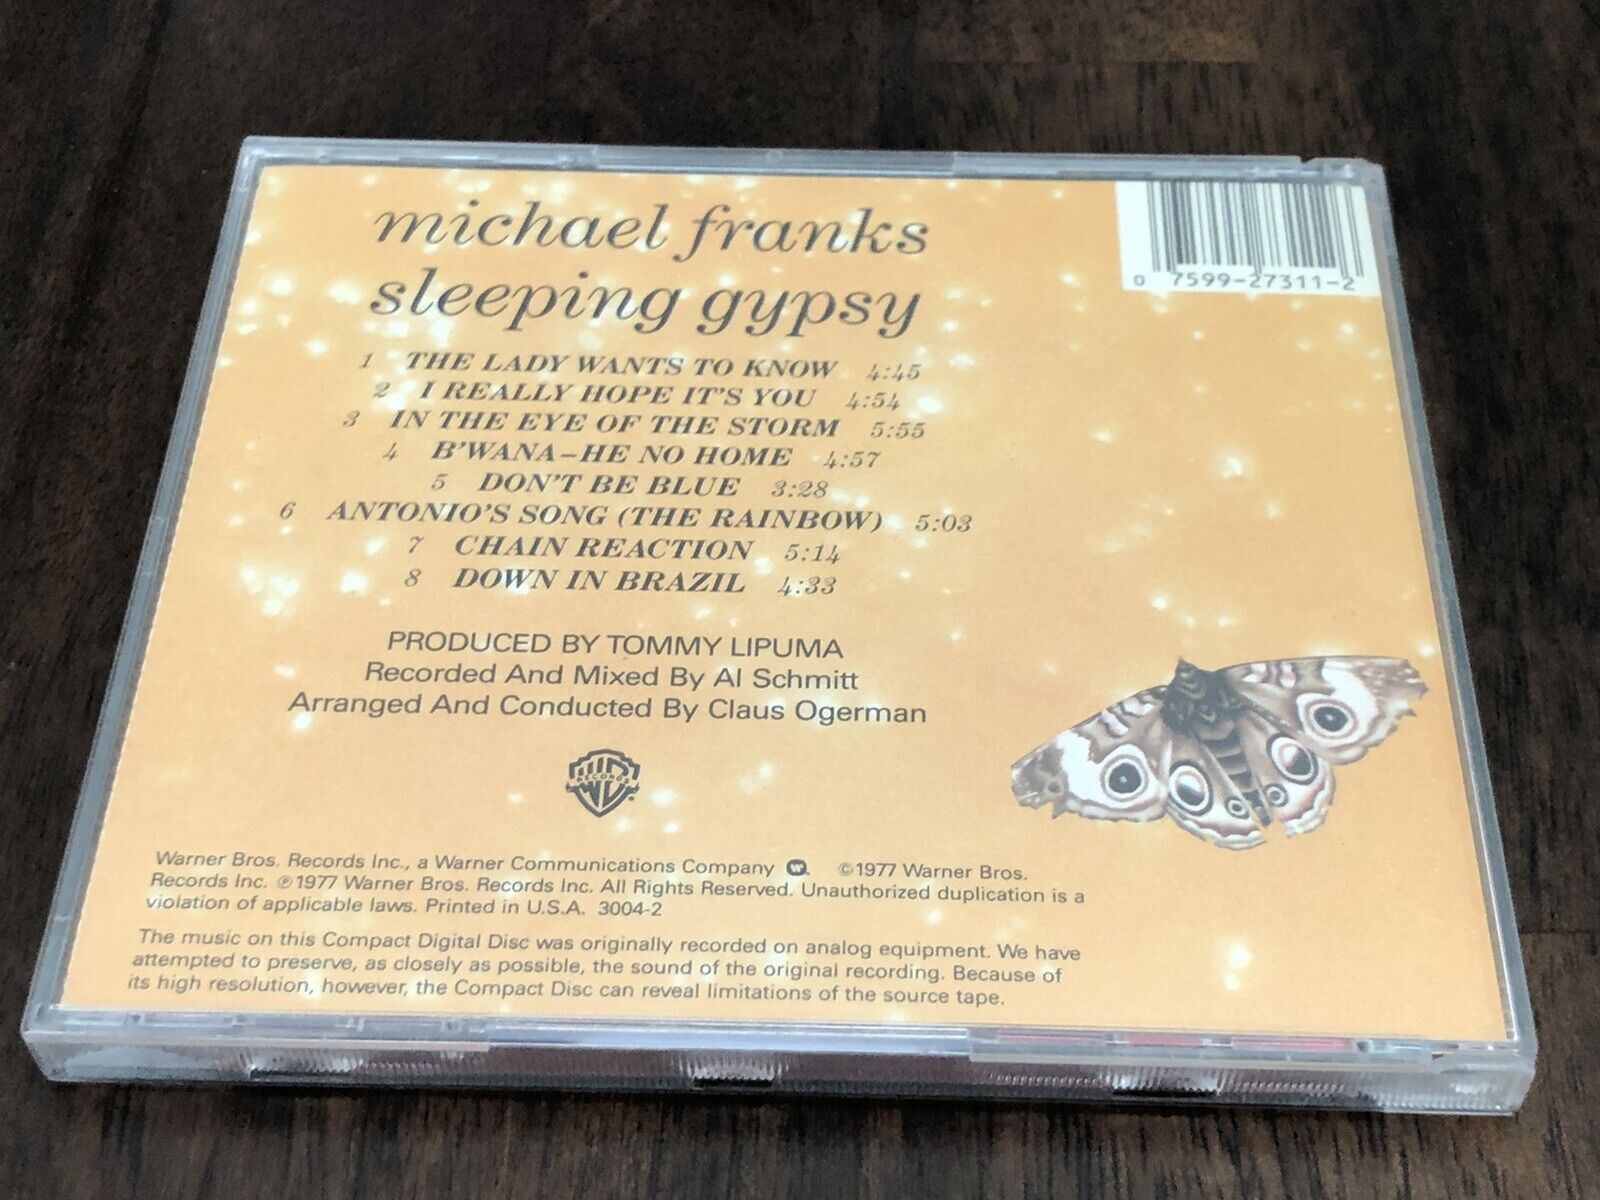 michael franks
sleeping gypsy
0 7599-27311-2
1 THE LADY WANTS TO KNOW 4:45
2 I REALLY HOPE IT'S YOU 4:54
3 IN THE EYE OF THE STORM 5:55
4 B'WANA-HE NO HOME 4:57
5 DON'T BE BLUE 3:28
6 ANTONIO'S SONG (THE RAINBOW) 5:03
7 CHAIN REACTION 5:14
8 DOWN IN BRAZIL 4:33
PRODUCED BY TOMMY LIPUMA
Recorded And Mixed By Al Schmitt
Arranged And Conducted By Claus Ogerman
WB RECORDS
Warner Bros. Records Inc., a Warner Communications Company W. ©1977 Warner Bros.
Records Inc. ℗1977 Warner Bros. Records Inc. All Rights Reserved. Unauthorized duplication is a
violation of applicable laws. Printed in U.S.A. 3004-2
The music on this Compact Digital Disc was originally recorded on analog equipment. We have
attempted to preserve, as closely as possible, the sound of the original recording. Because of
its high resolution, however, the Compact Disc can reveal limitations of the source tape.